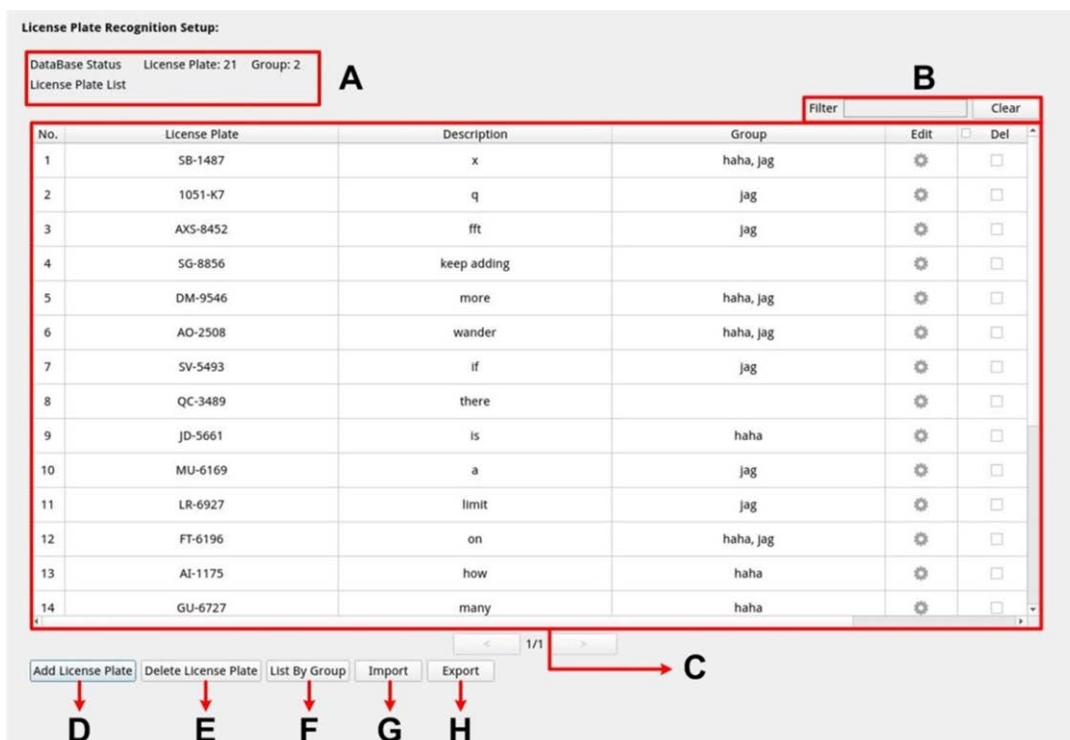 License Plate Recognition Setup:
DataBase Status License Plate: 21 Group: 2
License Plate List
A
B
Filter Clear
No. License Plate Description Group Edit Del
1 SB-1487 x haha, jag
2 1051-K7 q jag
3 AXS-8452 fft jag
4 SG-8856 keep adding
5 DM-9546 more haha, jag
6 AO-2508 wander haha, jag
7 SV-5493 if jag
8 QC-3489 there
9 JD-5661 is haha
10 MU-6169 a jag
11 LR-6927 limit jag
12 FT-6196 on haha, jag
13 AI-1175 how haha
14 GU-6727 many haha
< 1/1 >
C
Add License Plate Delete License Plate List By Group Import Export
D E F G H